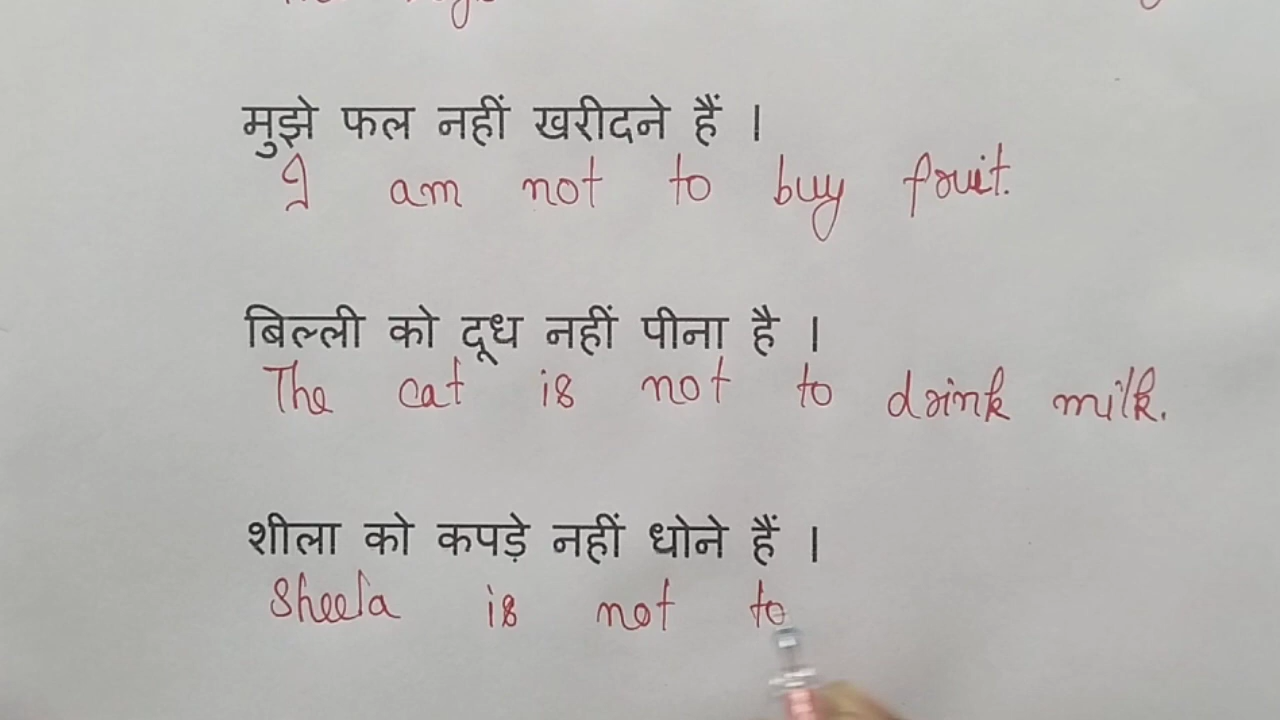 मुझे फल नहीं खरीदने हैं ।
I am not to buy fruit.
बिल्ली को दूध नहीं पीना है ।
The cat is not to drink milk.
शीला को कपड़े नहीं धोने हैं ।
Sheela is not to